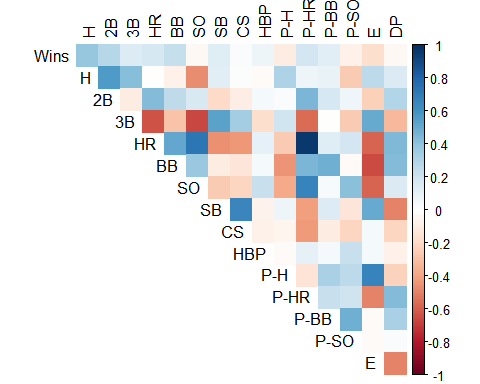 H 2B 3B HR BB SO SB CS HBP P-H P-HR P-BB P-SO E DP
Wins
H
2B
3B
HR
BB
SO
SB
CS
HBP
P-H
P-HR
P-BB
P-SO
E
1
0.8
0.6
0.4
0.2
0
-0.2
-0.4
-0.6
-0.8
-1